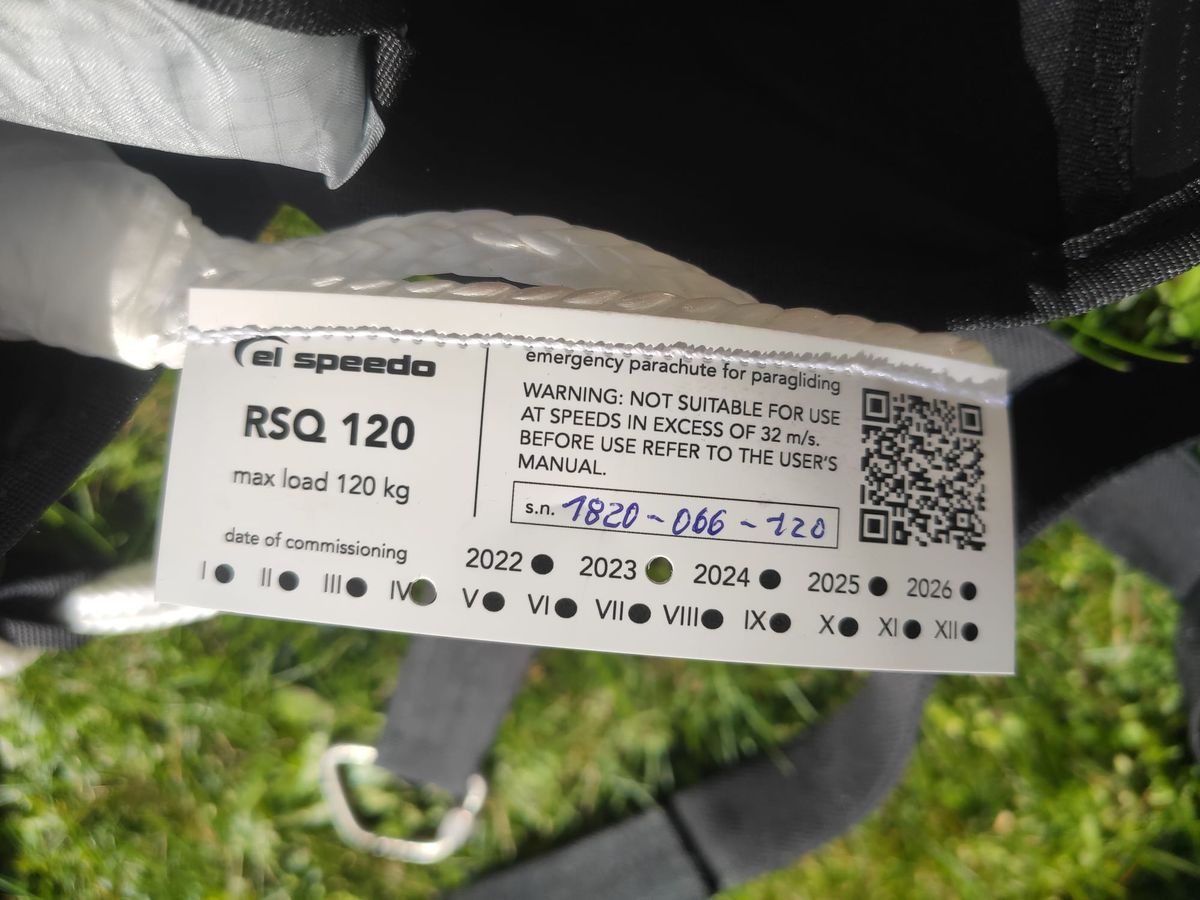 el speedo
RSQ 120
max load 120 kg
emergency parachute for paragliding
WARNING: NOT SUITABLE FOR USE
AT SPEEDS IN EXCESS OF 32 m/s.
BEFORE USE REFER TO THE USER'S
MANUAL.
s.n. 1820-066-120
date of commissioning
2022 2023 2024 2025 2026
I II III IV V VI VII VIII IX X XI XII